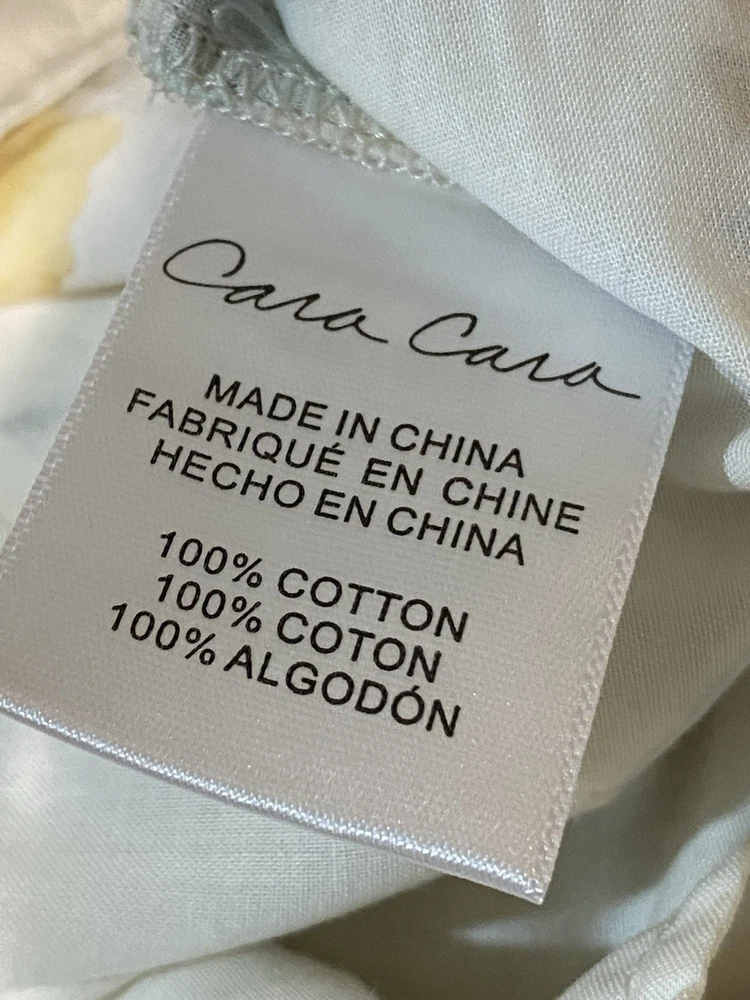 Cara Cara
MADE IN CHINA
FABRIQUÉ EN CHINE
HECHO EN CHINA
100% COTTON
100% COTON
100% ALGODÓN